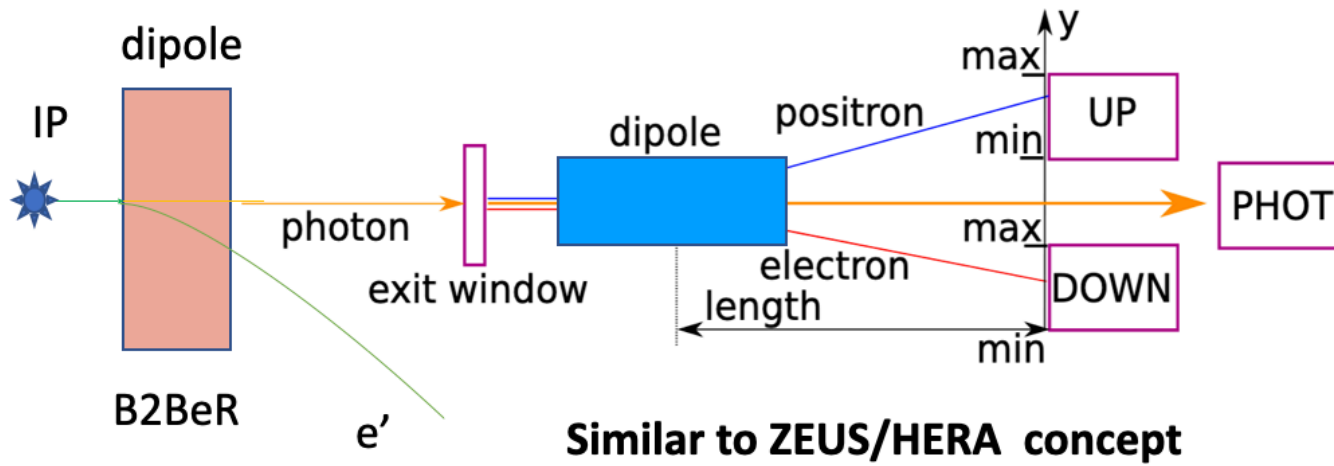 dipole
IP
B2BeR
e’
photon
exit window
dipole
positron
electron
length
y
max
min
max
min
UP
DOWN
PHOT
Similar to ZEUS/HERA concept